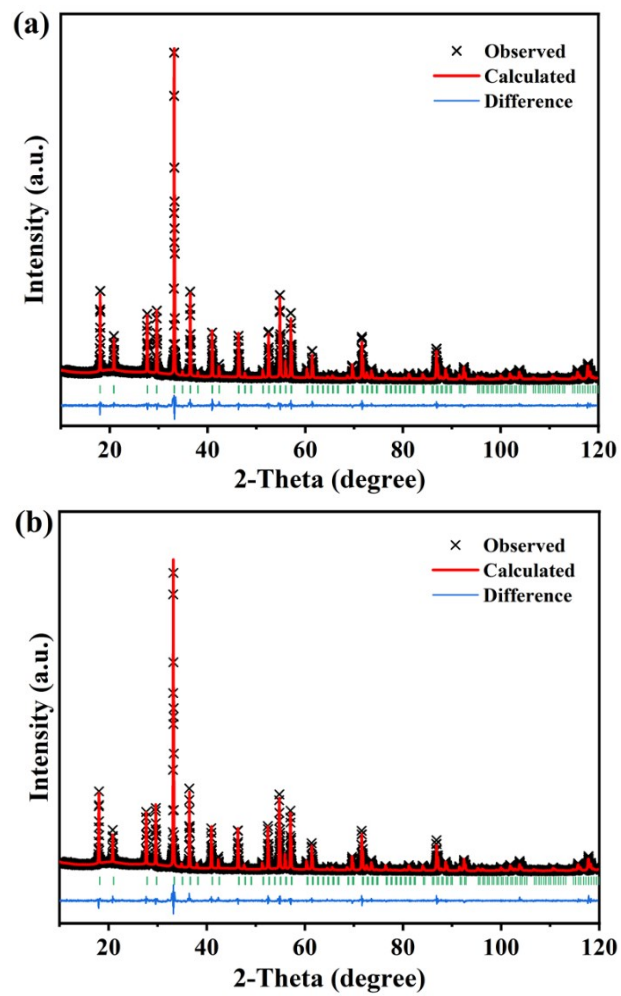 (a)
Observed
Calculated
Difference
Intensity (a.u.)
20 40 60 80 100 120
2-Theta (degree)
(b)
Observed
Calculated
Difference
Intensity (a.u.)
20 40 60 80 100 120
2-Theta (degree)